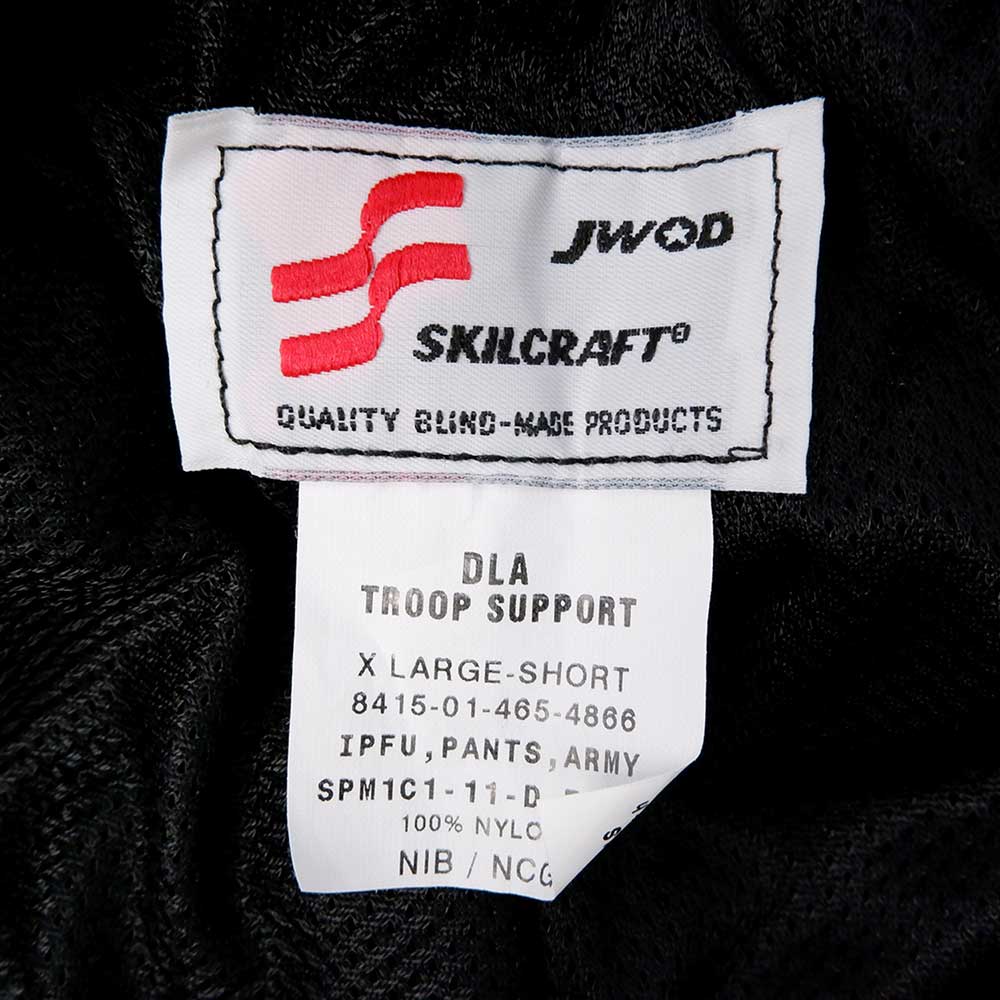 JWOD
SKILCRAFT®
QUALITY BLIND-MADE PRODUCTS
DLA
TROOP SUPPORT
X LARGE-SHORT
8415-01-465-4866
IPFU,PANTS,ARMY
SPM1C1-11-D
100% NYLO
NIB / NCG